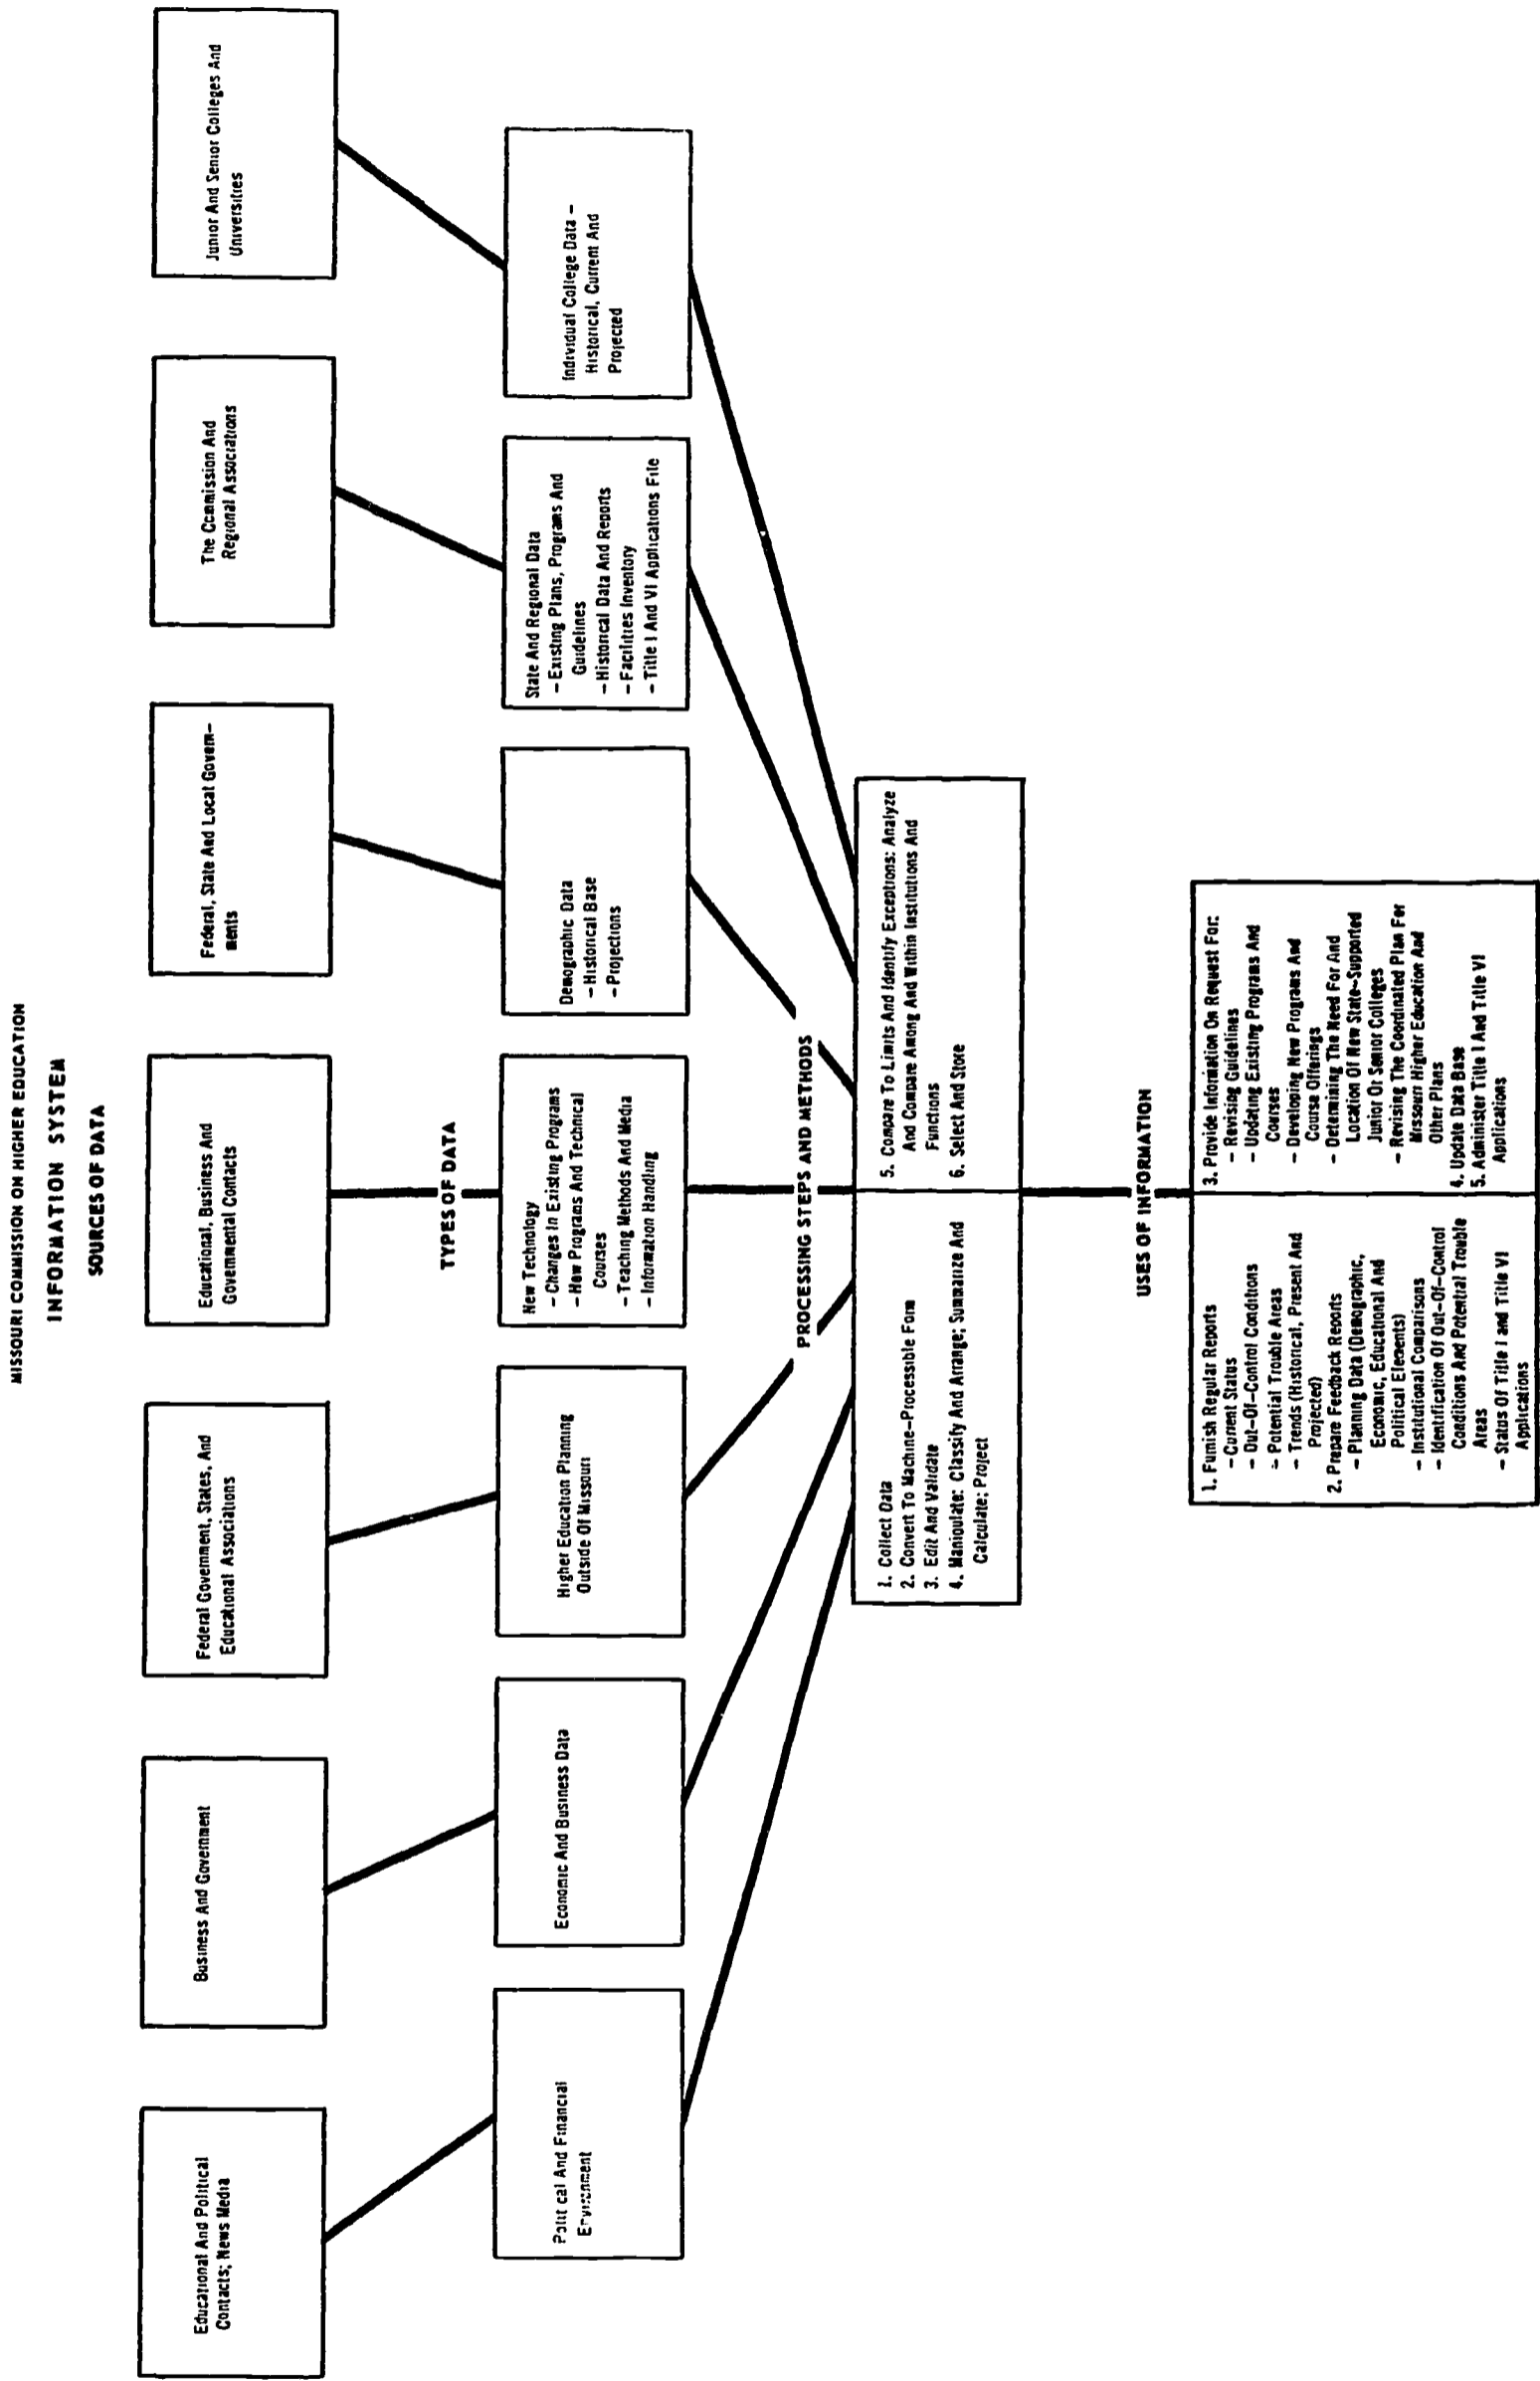 MISSOURI COMMISSION ON HIGHER EDUCATION
INFORMATION SYSTEM
SOURCES OF DATA
Educational And Political
Contacts; News Media
Business And Government
Federal Government, States, And
Educational Associations
Educational, Business And
Governmental Contacts
Federal, State And Local Govern-
ments
The Commission And
Regional Associations
Junior And Senior Colleges And
Universities
TYPES OF DATA
Political And Financial
Environment
Economic And Business Data
Higher Education Planning
Outside Of Missouri
New Technology
- Changes In Existing Programs
- New Programs And Technical
Courses
- Teaching Methods And Media
- Information Handling
Demographic Data
- Historical Base
- Projections
State And Regional Data
- Existing Plans, Programs And
Guidelines
- Historical Data And Reports
- Facilities Inventory
- Title I And VI Applications File
Individual College Data -
Historical, Current And
Projected
PROCESSING STEPS AND METHODS
1. Collect Data
2. Convert To Machine-Processible Form
3. Edit And Validate
4. Manipulate: Classify And Arrange; Summarize And
Calculate; Project
5. Compare To Limits And Identify Exceptions: Analyze
And Compare Among And Within Institutions And
Functions
6. Select And Store
USES OF INFORMATION
1. Furnish Regular Reports
- Current Status
- Out-Of-Control Conditions
- Potential Trouble Areas
- Trends (Historical, Present And
Projected)
2. Prepare Feedback Reports
- Planning Data (Demographic,
Economic, Educational And
Political Elements)
- Institutional Comparisons
- Identification Of Out-Of-Control
Conditions And Potential Trouble
Areas
- Status Of Title I and Title VI
Applications
3. Provide Information On Request For:
- Revising Guidelines
- Updating Existing Programs And
Courses
- Developing New Programs And
Course Offerings
- Determining The Need For And
Location Of New State-Supported
Junior Or Senior Colleges
- Revising The Coordinated Plan For
Missouri Higher Education And
Other Plans
4. Update Data Base
5. Administer Title I And Title VI
Applications